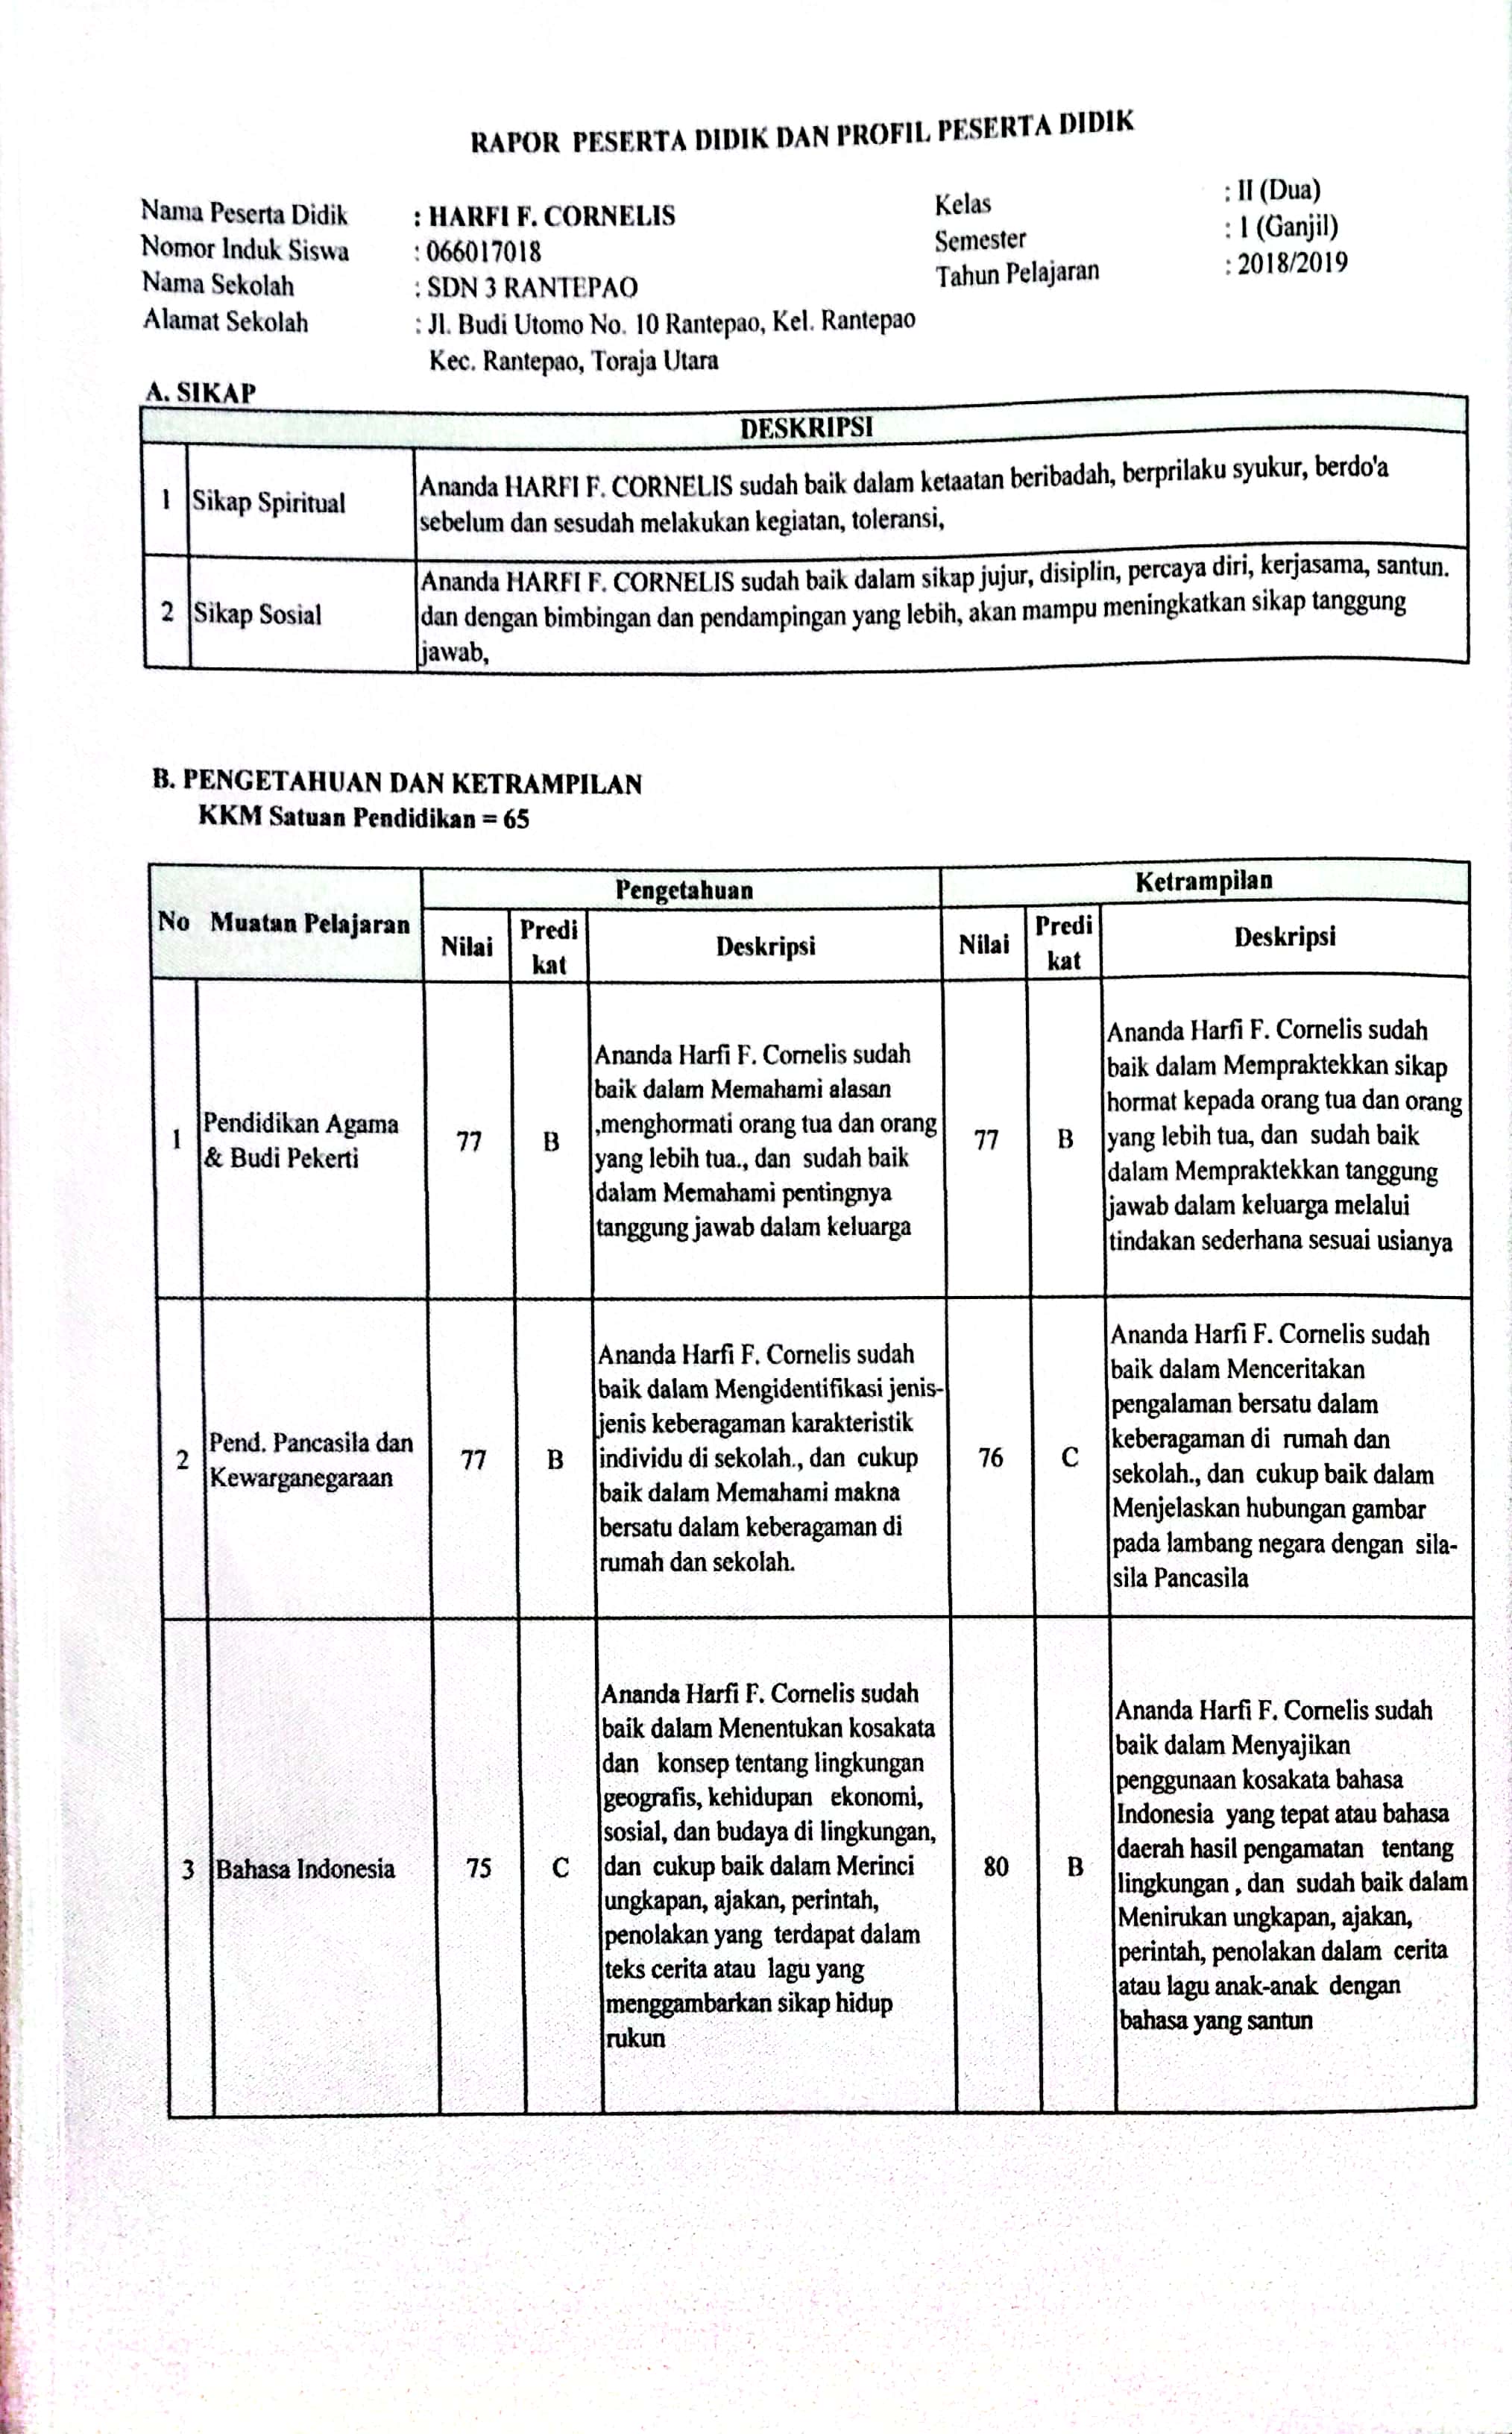 RAPOR PESERTA DIDIK DAN PROFIL PESERTA DIDIK
Nama Peserta Didik : HARFI F. CORNELIS
Nomor Induk Siswa : 066017018
Nama Sekolah : SDN 3 RANTEPAO
Alamat Sekolah : Jl. Budi Utomo No. 10 Rantepao, Kel. Rantepao
Kec. Rantepao, Toraja Utara
Kelas : II (Dua)
Semester : I (Ganjil)
Tahun Pelajaran : 2018/2019
A. SIKAP
DESKRIPSI
1 Sikap Spiritual
Ananda HARFI F. CORNELIS sudah baik dalam ketaatan beribadah, berprilaku syukur, berdo'a
sebelum dan sesudah melakukan kegiatan, toleransi,
2 Sikap Sosial
Ananda HARFI F. CORNELIS sudah baik dalam sikap jujur, disiplin, percaya diri, kerjasama, santun.
dan dengan bimbingan dan pendampingan yang lebih, akan mampu meningkatkan sikap tanggung
jawab,
B. PENGETAHUAN DAN KETRAMPILAN
KKM Satuan Pendidikan = 65
No Muatan Pelajaran
Pengetahuan
Ketrampilan
Nilai
Predi
kat
Deskripsi
Nilai
Predi
kat
Deskripsi
1
Pendidikan Agama
& Budi Pekerti
77
B
Ananda Harfi F. Cornelis sudah
baik dalam Memahami alasan
,menghormati orang tua dan orang
yang lebih tua., dan sudah baik
dalam Memahami pentingnya
tanggung jawab dalam keluarga
77
B
Ananda Harfi F. Cornelis sudah
baik dalam Mempraktekkan sikap
hormat kepada orang tua dan orang
yang lebih tua, dan sudah baik
dalam Mempraktekkan tanggung
jawab dalam keluarga melalui
tindakan sederhana sesuai usianya
2
Pend. Pancasila dan
Kewarganegaraan
77
B
Ananda Harfi F. Cornelis sudah
baik dalam Mengidentifikasi jenis-
jenis keberagaman karakteristik
individu di sekolah., dan cukup
baik dalam Memahami makna
bersatu dalam keberagaman di
rumah dan sekolah.
76
C
Ananda Harfi F. Cornelis sudah
baik dalam Menceritakan
pengalaman bersatu dalam
keberagaman di rumah dan
sekolah., dan cukup baik dalam
Menjelaskan hubungan gambar
pada lambang negara dengan sila-
sila Pancasila
3
Bahasa Indonesia
75
C
Ananda Harfi F. Cornelis sudah
baik dalam Menentukan kosakata
dan konsep tentang lingkungan
geografis, kehidupan ekonomi,
sosial, dan budaya di lingkungan,
dan cukup baik dalam Merinci
ungkapan, ajakan, perintah,
penolakan yang terdapat dalam
teks cerita atau lagu yang
menggambarkan sikap hidup
rukun
80
B
Ananda Harfi F. Cornelis sudah
baik dalam Menyajikan
penggunaan kosakata bahasa
Indonesia yang tepat atau bahasa
daerah hasil pengamatan tentang
lingkungan , dan sudah baik dalam
Menirukan ungkapan, ajakan,
perintah, penolakan dalam cerita
atau lagu anak-anak dengan
bahasa yang santun